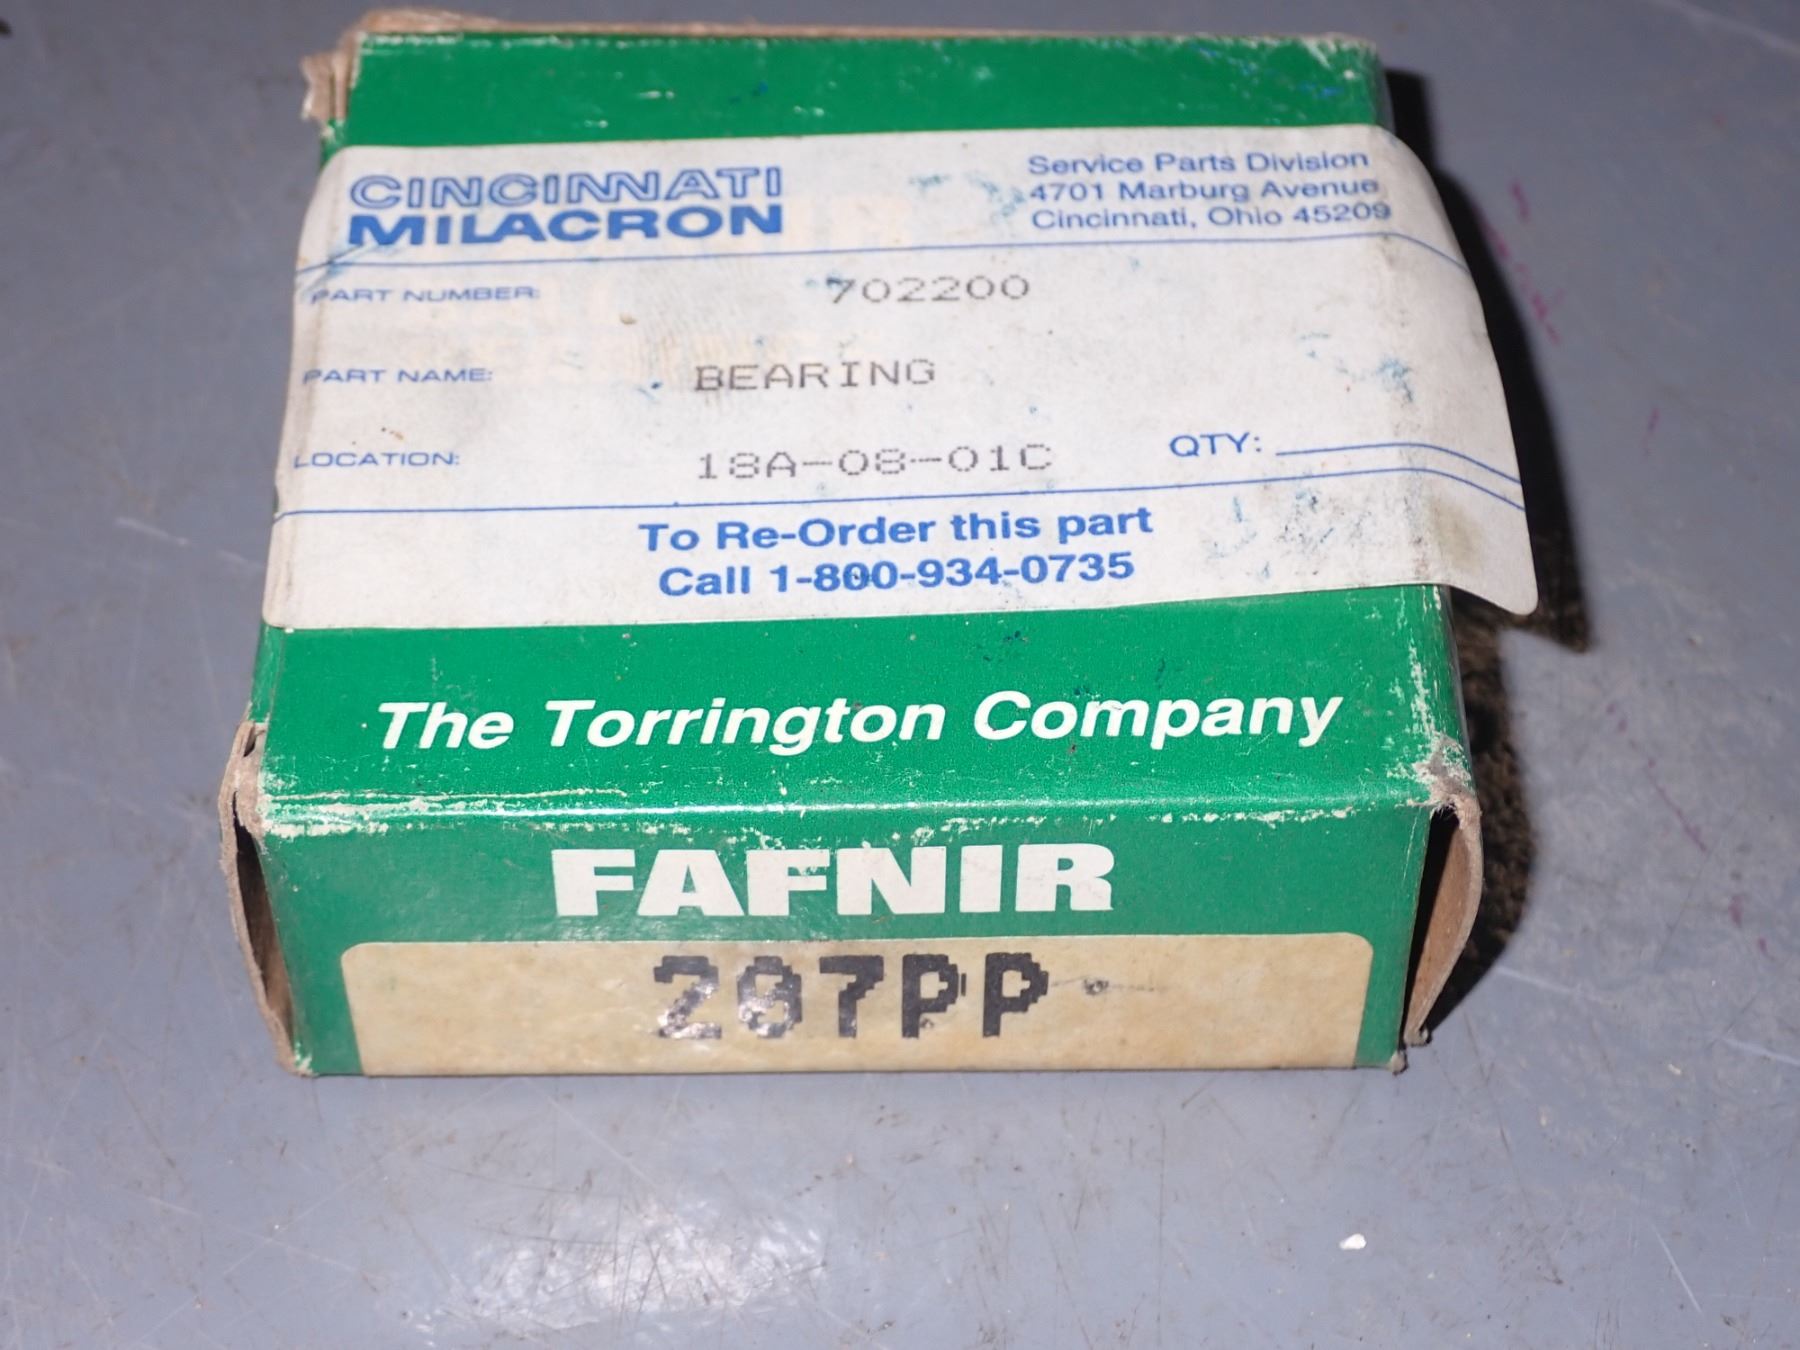 CINCINNATI
MILACRON
Service Parts Division
4701 Marburg Avenue
Cincinnati, Ohio 45209
PART NUMBER: 702200
PART NAME: BEARING
LOCATION: 18A-08-01C QTY:
To Re-Order this part
Call 1-800-934-0735
The Torrington Company
FAFNIR
207PP